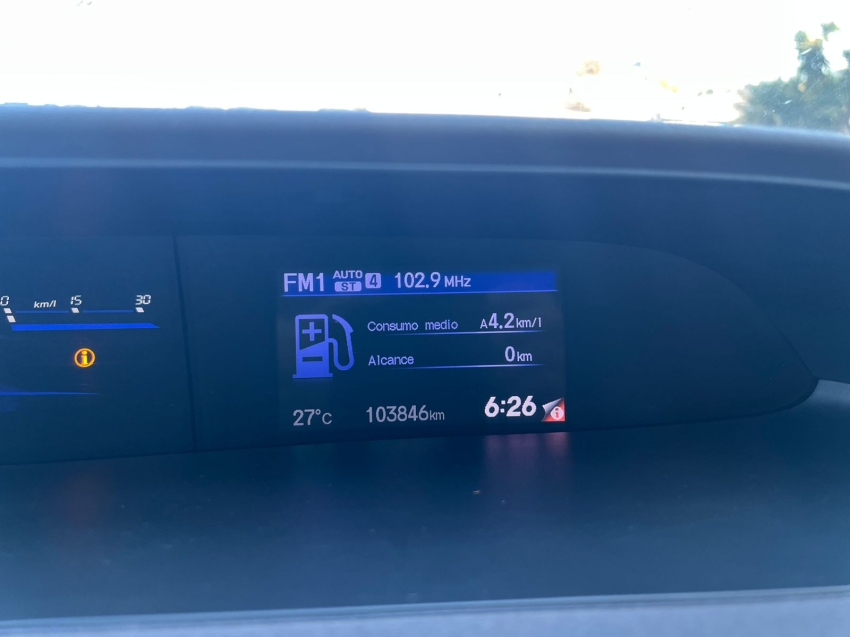 FM1 AUTO ST 4 102.9 MHz
0 km/l 15 30
Consumo medio A4.2km/l
Alcance 0km
27°C 103846km 6:26